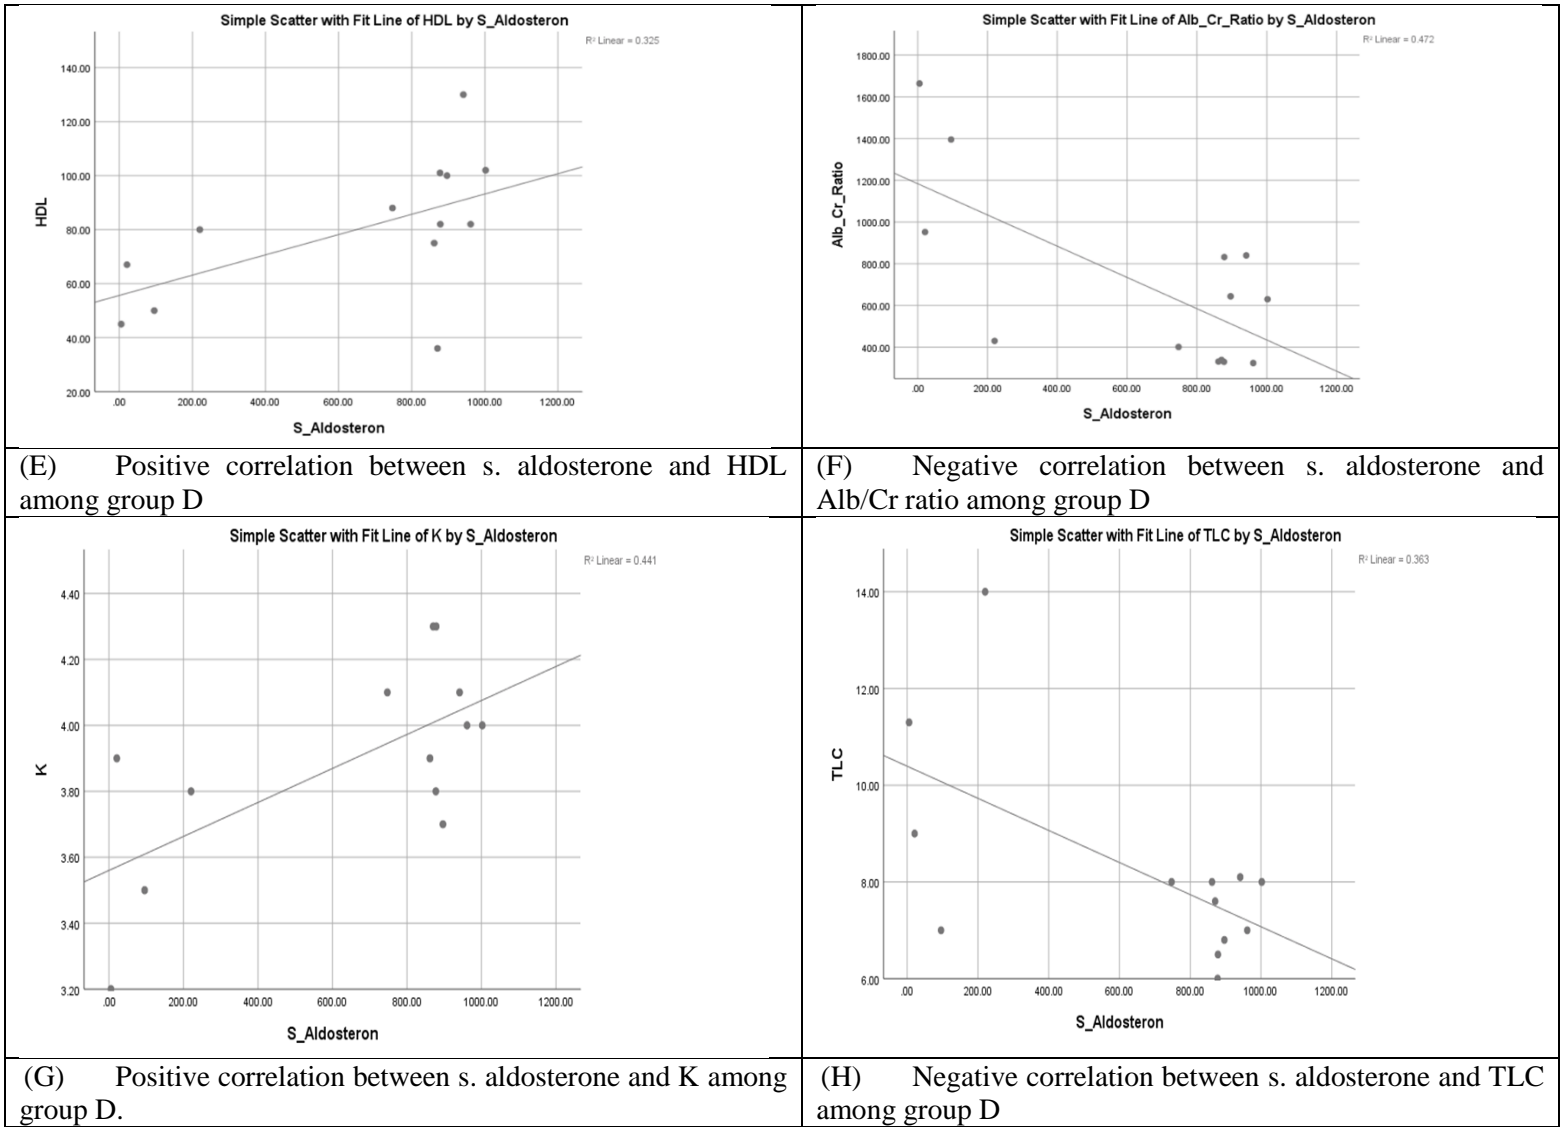 Simple Scatter with Fit Line of HDL by S_Aldosteron
R² Linear = 0.325
140.00
120.00
100.00
80.00
60.00
40.00
20.00
HDL
.00 200.00 400.00 600.00 800.00 1000.00 1200.00
S_Aldosteron
(E) Positive correlation between s. aldosterone and HDL
among group D
Simple Scatter with Fit Line of Alb_Cr_Ratio by S_Aldosteron
R² Linear = 0.472
1800.00
1600.00
1400.00
1200.00
1000.00
800.00
600.00
400.00
Alb_Cr_Ratio
.00 200.00 400.00 600.00 800.00 1000.00 1200.00
S_Aldosteron
(F) Negative correlation between s. aldosterone and
Alb/Cr ratio among group D
Simple Scatter with Fit Line of K by S_Aldosteron
R² Linear = 0.441
4.40
4.20
4.00
3.80
3.60
3.40
3.20
K
.00 200.00 400.00 600.00 800.00 1000.00 1200.00
S_Aldosteron
(G) Positive correlation between s. aldosterone and K among
group D.
Simple Scatter with Fit Line of TLC by S_Aldosteron
R² Linear = 0.363
14.00
12.00
10.00
8.00
6.00
TLC
.00 200.00 400.00 600.00 800.00 1000.00 1200.00
S_Aldosteron
(H) Negative correlation between s. aldosterone and TLC
among group D